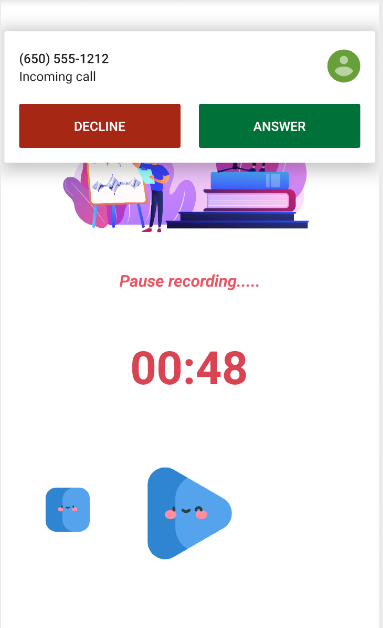 (650) 555-1212
Incoming call
DECLINE
ANSWER
Pause recording.....
00:48